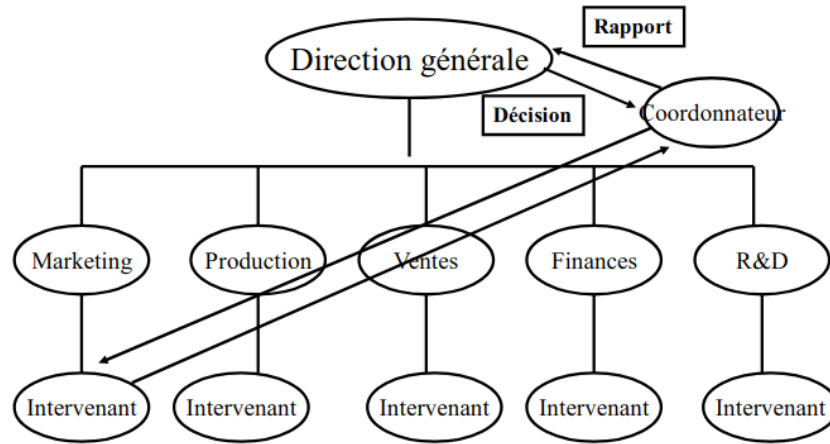 Rapport
Direction générale
Décision
Coordonnateur
Marketing
Production
Ventes
Finances
R&D
Intervenant
Intervenant
Intervenant
Intervenant
Intervenant